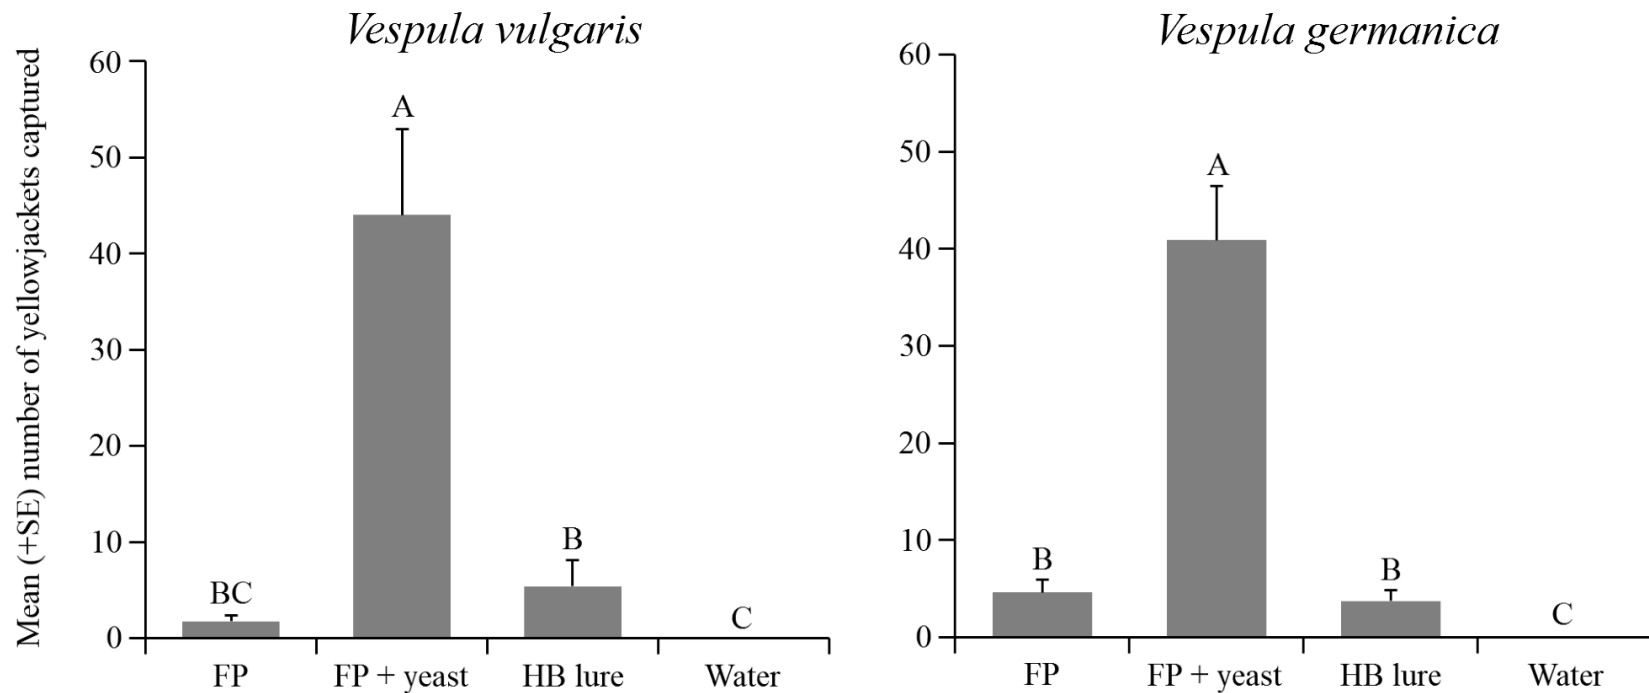 Vespula vulgaris
Mean (+SE) number of yellowjackets captured
60
50
40
30
20
10
0
BC
A
B
C
FP
FP + yeast
HB lure
Water
Vespula germanica
60
50
40
30
20
10
0
B
A
B
C
FP
FP + yeast
HB lure
Water